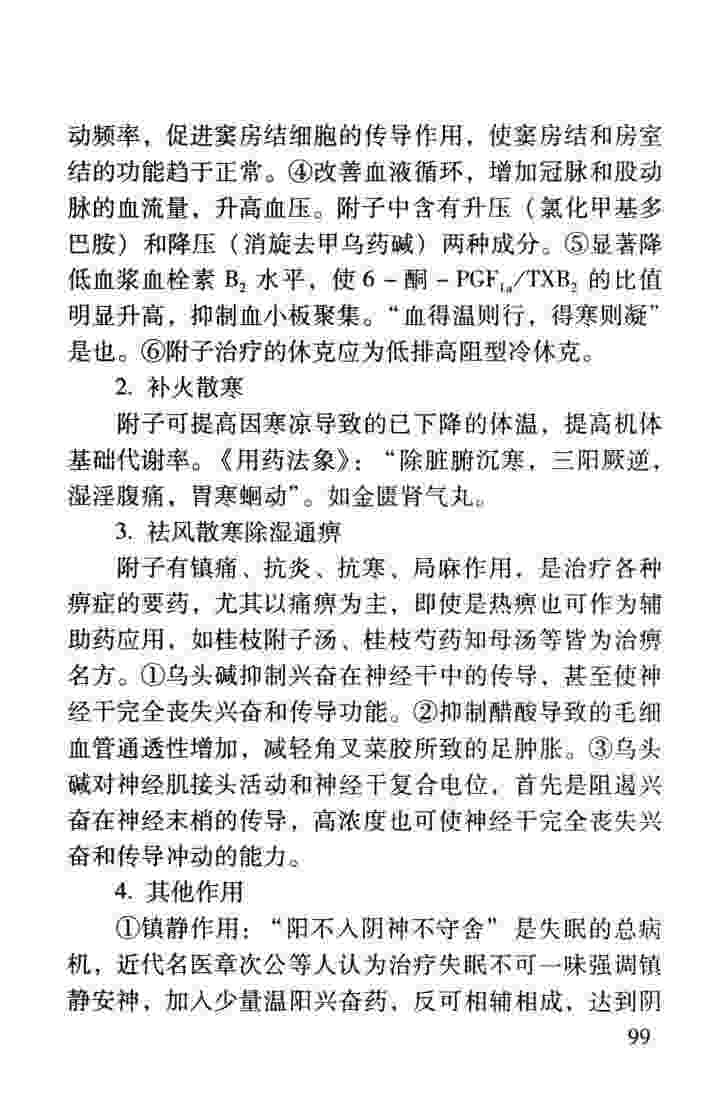 动频率，促进窦房结细胞的传导作用，使窦房结和房室
结的功能趋于正常。④改善血液循环，增加冠脉和股动
脉的血流量，升高血压。附子中含有升压（氯化甲基多
巴胺）和降压（消旋去甲乌药碱）两种成分。⑤显著降
低血浆血栓素 B₂ 水平，使 6－酮－PGF₁α/TXB₂ 的比值
明显升高，抑制血小板聚集。“血得温则行，得寒则凝”
是也。⑥附子治疗的休克应为低排高阻型冷休克。
2. 补火散寒
附子可提高因寒凉导致的已下降的体温，提高机体
基础代谢率。《用药法象》：“除脏腑沉寒，三阳厥逆，
湿淫腹痛，胃寒蛔动”。如金匮肾气丸。
3. 祛风散寒除湿通痹
附子有镇痛、抗炎、抗寒、局麻作用，是治疗各种
痹症的要药，尤其以痛痹为主，即使是热痹也可作为辅
助药应用，如桂枝附子汤、桂枝芍药知母汤等皆为治痹
名方。①乌头碱抑制兴奋在神经干中的传导，甚至使神
经干完全丧失兴奋和传导功能。②抑制醋酸导致的毛细
血管通透性增加，减轻角叉菜胶所致的足肿胀。③乌头
碱对神经肌接头活动和神经干复合电位，首先是阻遏兴
奋在神经末梢的传导，高浓度也可使神经干完全丧失兴
奋和传导冲动的能力。
4. 其他作用
①镇静作用：“阳不入阴神不守舍”是失眠的总病
机，近代名医章次公等人认为治疗失眠不可一味强调镇
静安神，加入少量温阳兴奋药，反可相辅相成，达到阴
99